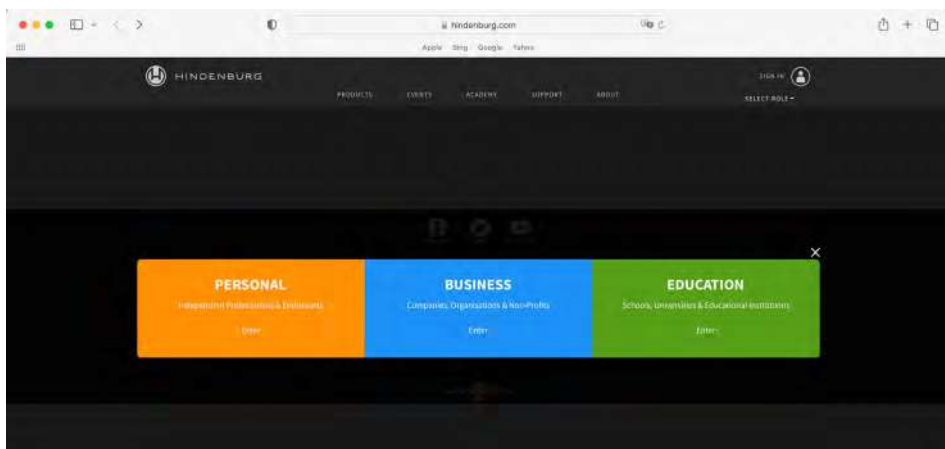 hindenburg.com
Apple Bing Google Yahoo
HINDENBURG
SIGN IN
PRODUCTS EVENTS ACADEMY SUPPORT ABOUT
SELECT ROLE
PERSONAL
Independent Professionals & Enthusiasts
Enter
BUSINESS
Companies, Organisations & Non-Profits
Enter
EDUCATION
Schools, Universities & Educational Institutions
Enter